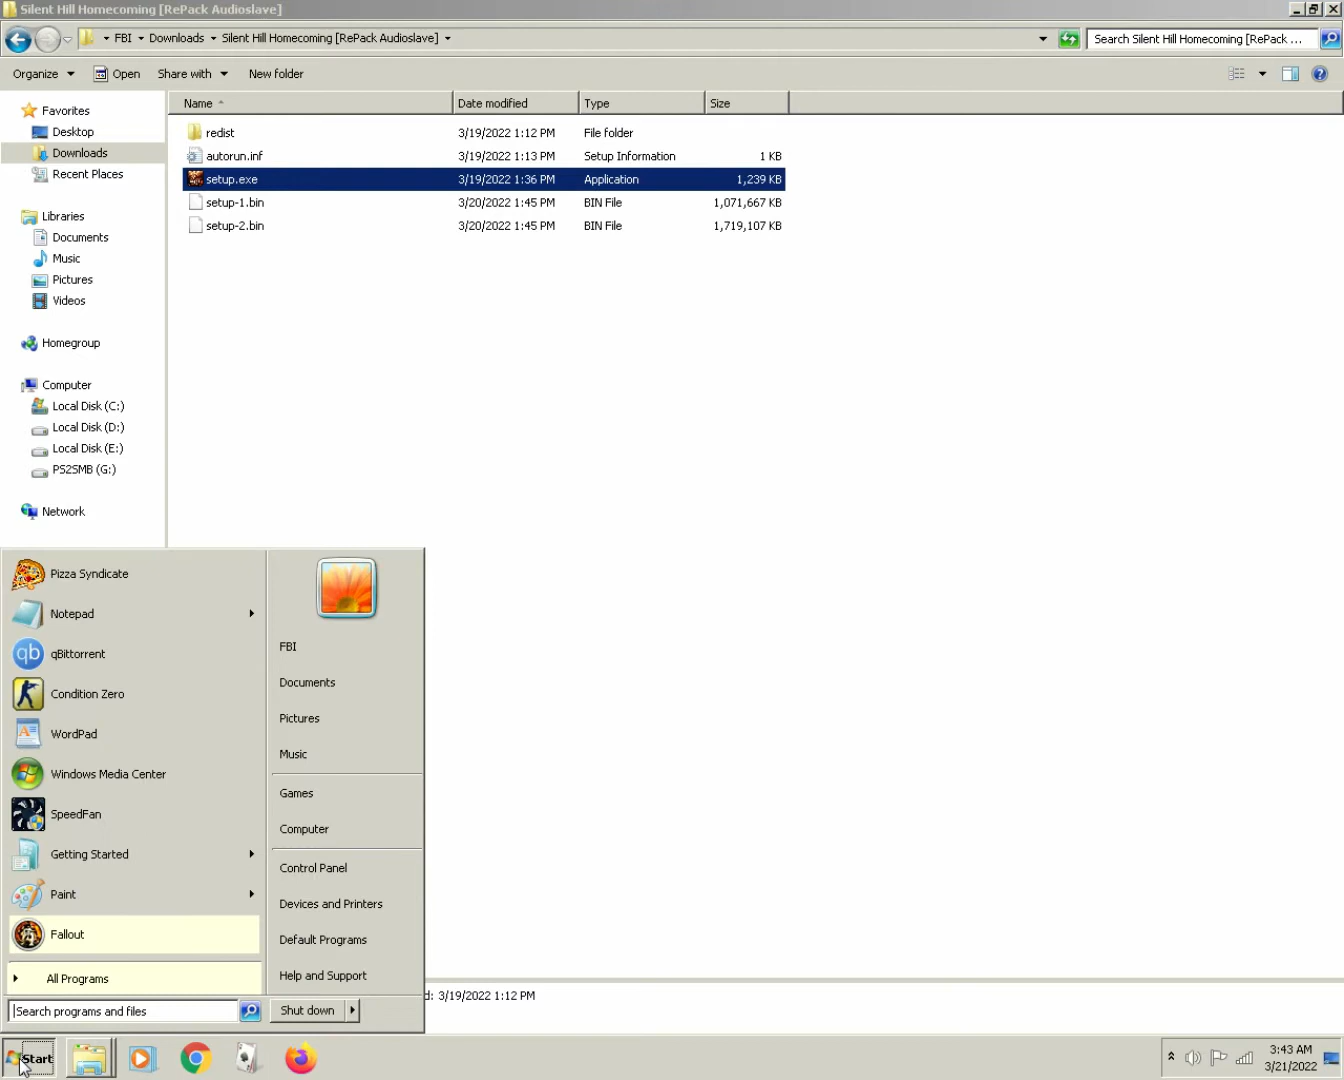 Silent Hill Homecoming [RePack Audioslave]
FBI Downloads Silent Hill Homecoming [RePack Audioslave]
Search Silent Hill Homecoming [RePack ...
Organize Open Share with New folder
Name Date modified Type Size
Favorites
Desktop
Downloads
Recent Places
Libraries
Documents
Music
Pictures
Videos
Homegroup
Computer
Local Disk (C:)
Local Disk (D:)
Local Disk (E:)
PS2SMB (G:)
Network
redist 3/19/2022 1:12 PM File folder
autorun.inf 3/19/2022 1:13 PM Setup Information 1 KB
setup.exe 3/19/2022 1:36 PM Application 1,239 KB
setup-1.bin 3/20/2022 1:45 PM BIN File 1,071,667 KB
setup-2.bin 3/20/2022 1:45 PM BIN File 1,719,107 KB
Pizza Syndicate
Notepad
qBittorrent
qb
Condition Zero
WordPad
Windows Media Center
SpeedFan
Getting Started
Paint
Fallout
All Programs
Search programs and files
FBI
Documents
Pictures
Music
Games
Computer
Control Panel
Devices and Printers
Default Programs
Help and Support
Shut down
d: 3/19/2022 1:12 PM
Start
3:43 AM
3/21/2022